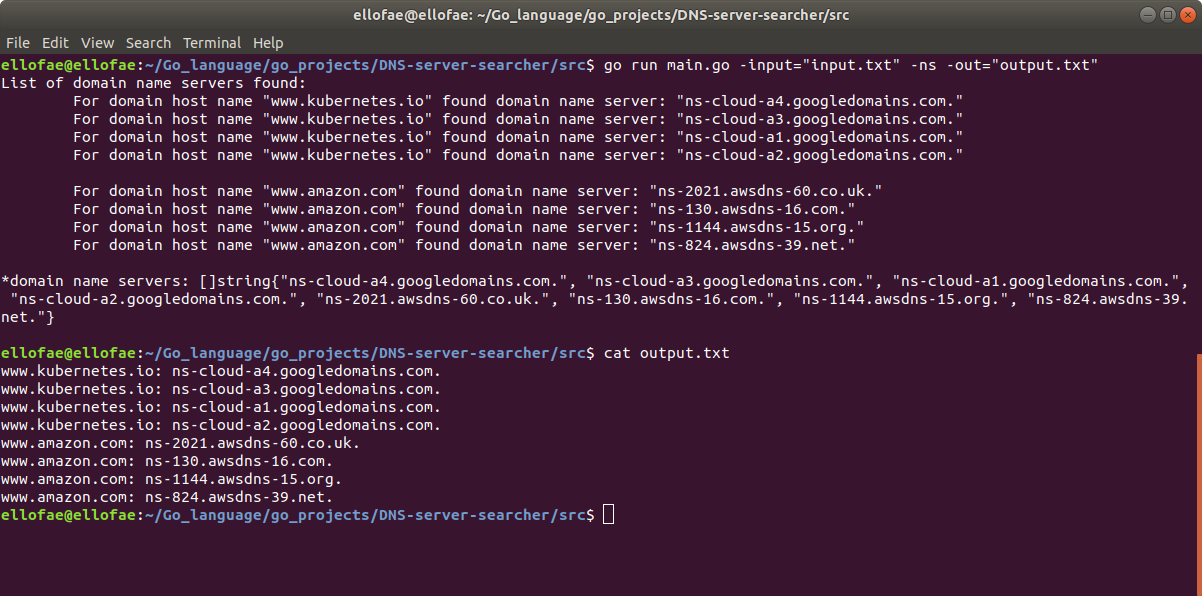 ellofae@ellofae: ~/Go_language/go_projects/DNS-server-searcher/src
File Edit View Search Terminal Help
ellofae@ellofae:~/Go_language/go_projects/DNS-server-searcher/src$ go run main.go -input="input.txt" -ns -out="output.txt"
List of domain name servers found:
For domain host name "www.kubernetes.io" found domain name server: "ns-cloud-a4.googledomains.com."
For domain host name "www.kubernetes.io" found domain name server: "ns-cloud-a3.googledomains.com."
For domain host name "www.kubernetes.io" found domain name server: "ns-cloud-a1.googledomains.com."
For domain host name "www.kubernetes.io" found domain name server: "ns-cloud-a2.googledomains.com."
For domain host name "www.amazon.com" found domain name server: "ns-2021.awsdns-60.co.uk."
For domain host name "www.amazon.com" found domain name server: "ns-130.awsdns-16.com."
For domain host name "www.amazon.com" found domain name server: "ns-1144.awsdns-15.org."
For domain host name "www.amazon.com" found domain name server: "ns-824.awsdns-39.net."
*domain name servers: []string{"ns-cloud-a4.googledomains.com.", "ns-cloud-a3.googledomains.com.", "ns-cloud-a1.googledomains.com.",
"ns-cloud-a2.googledomains.com.", "ns-2021.awsdns-60.co.uk.", "ns-130.awsdns-16.com.", "ns-1144.awsdns-15.org.", "ns-824.awsdns-39.
net."}
ellofae@ellofae:~/Go_language/go_projects/DNS-server-searcher/src$ cat output.txt
www.kubernetes.io: ns-cloud-a4.googledomains.com.
www.kubernetes.io: ns-cloud-a3.googledomains.com.
www.kubernetes.io: ns-cloud-a1.googledomains.com.
www.kubernetes.io: ns-cloud-a2.googledomains.com.
www.amazon.com: ns-2021.awsdns-60.co.uk.
www.amazon.com: ns-130.awsdns-16.com.
www.amazon.com: ns-1144.awsdns-15.org.
www.amazon.com: ns-824.awsdns-39.net.
ellofae@ellofae:~/Go_language/go_projects/DNS-server-searcher/src$